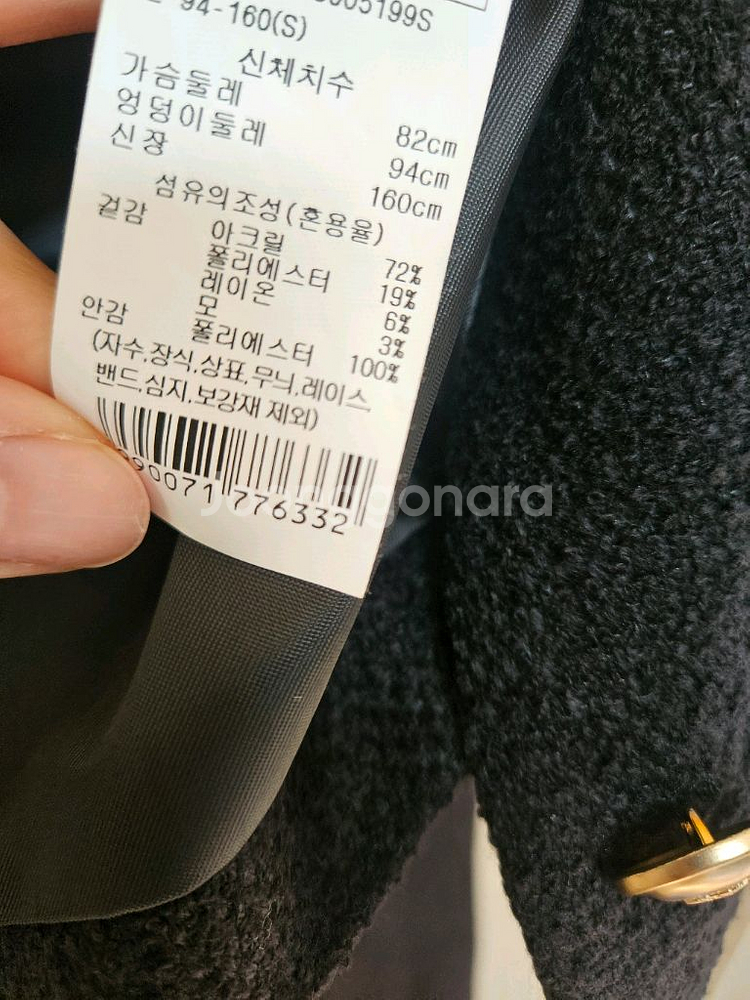 94-160(S)
신체치수
가슴둘레 82cm
엉덩이둘레 94cm
신장 160cm
섬유의조성(혼용율)
겉감 아크릴 72%
폴리에스터 19%
레이온 6%
모 3%
안감 폴리에스터 100%
(자수,장식,상표,무늬,레이스,
밴드,심지,보강재 제외)
90071 776332
Joonggonara